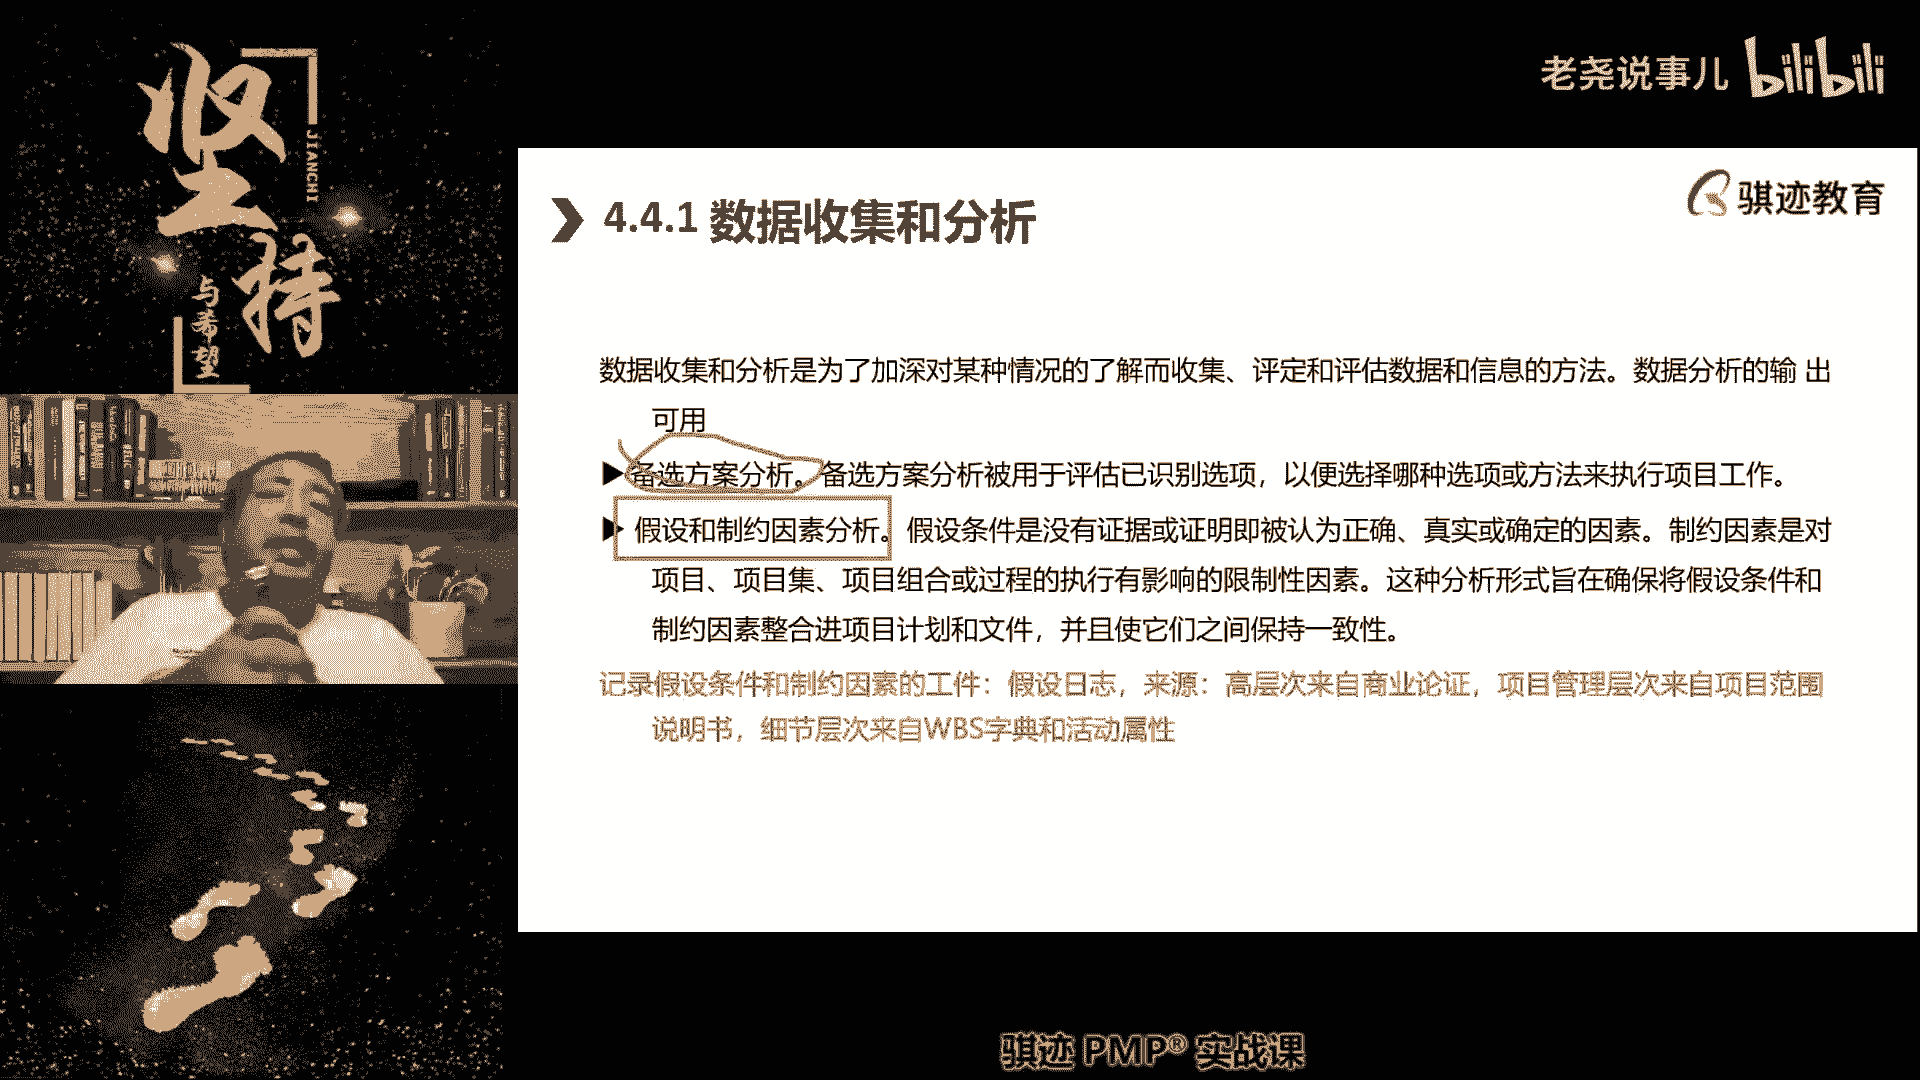 坚持
JIANCHI
与希望
老尧说事儿 bilibili
骐迹教育
4.4.1 数据收集和分析
数据收集和分析是为了加深对某种情况的了解而收集、评定和评估数据和信息的方法。数据分析的输 出
可用
备选方案分析。备选方案分析被用于评估已识别选项，以便选择哪种选项或方法来执行项目工作。
假设和制约因素分析。 假设条件是没有证据或证明即被认为正确、真实或确定的因素。制约因素是对
项目、项目集、项目组合或过程的执行有影响的限制性因素。这种分析形式旨在确保将假设条件和
制约因素整合进项目计划和文件，并且使它们之间保持一致性。
记录假设条件和制约因素的工件：假设日志，来源：高层次来自商业论证，项目管理层次来自项目范围
说明书，细节层次来自WBS字典和活动属性
骐迹 PMP® 实战课